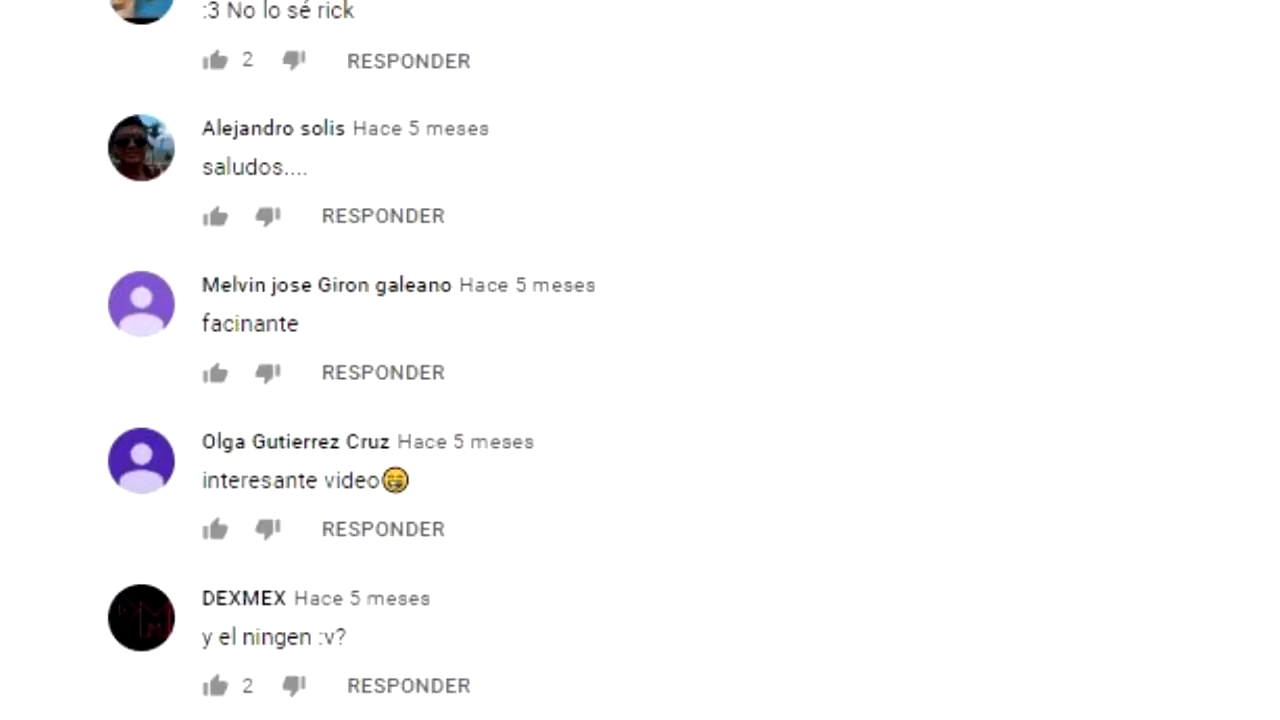 :3 No lo sé rick
2 RESPONDER
Alejandro solis Hace 5 meses
saludos....
RESPONDER
Melvin jose Giron galeano Hace 5 meses
facinante
RESPONDER
Olga Gutierrez Cruz Hace 5 meses
interesante video😁
RESPONDER
DEXMEX Hace 5 meses
y el ningen :v?
2 RESPONDER